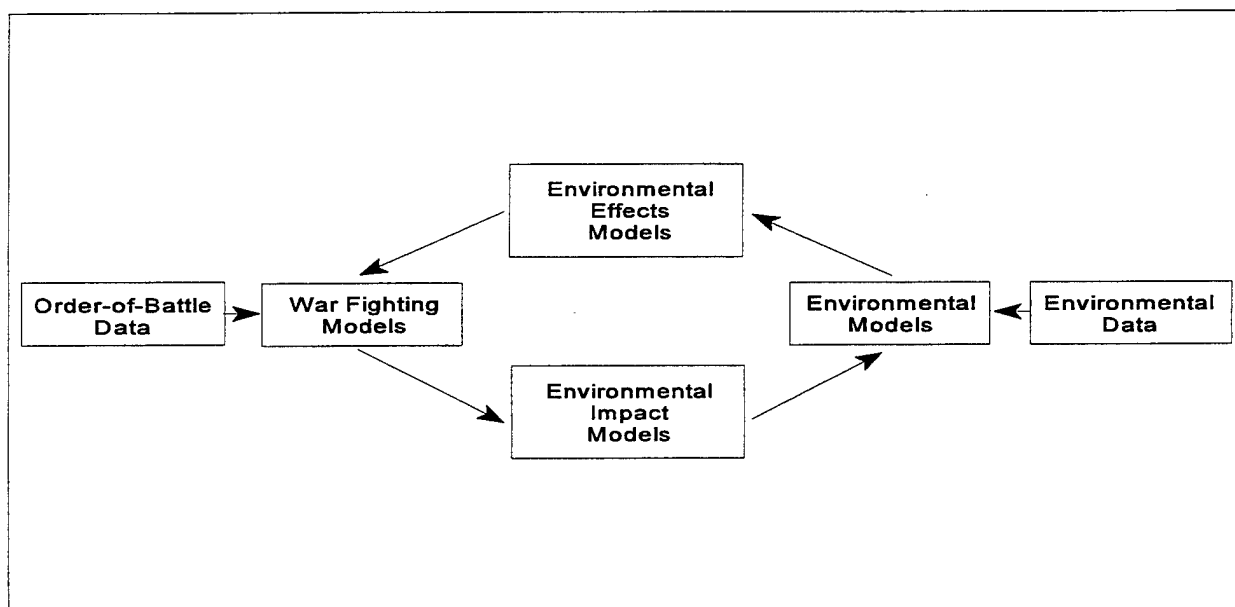 Environmental
Effects
Models
Order-of-Battle
Data
War Fighting
Models
Environmental
Models
Environmental
Data
Environmental
Impact
Models